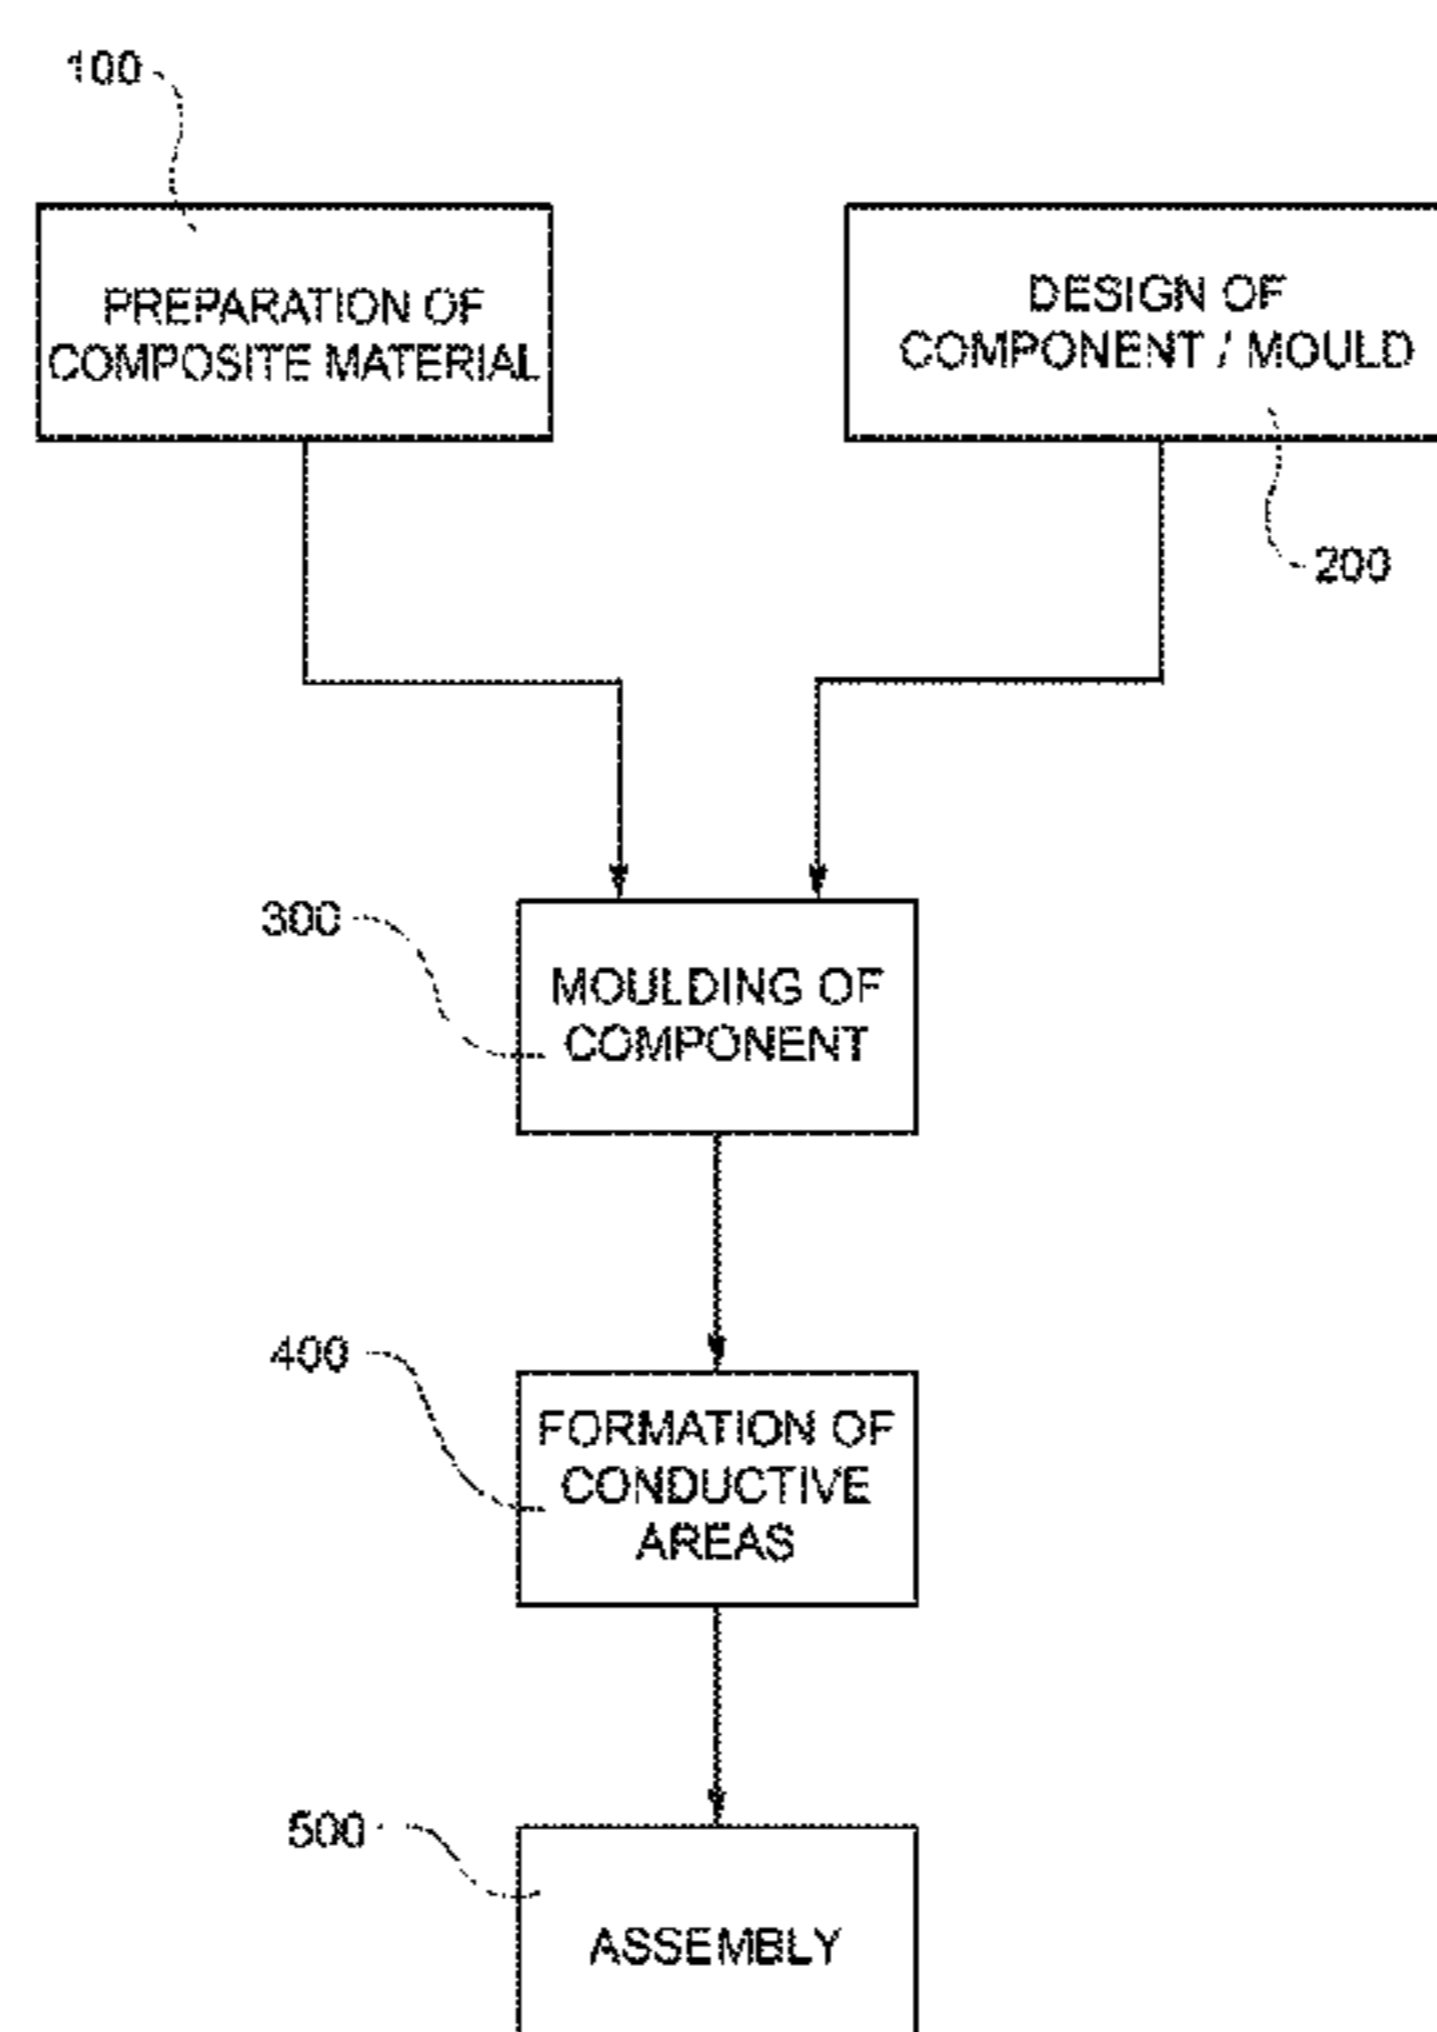 100
PREPARATION OF
COMPOSITE MATERIAL
DESIGN OF
COMPONENT / MOULD
200
300
MOULDING OF
COMPONENT
400
FORMATION OF
CONDUCTIVE
AREAS
500
ASSEMBLY